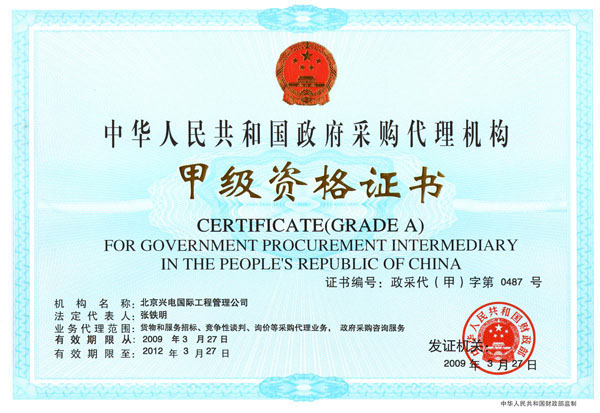 中华人民共和国政府采购代理机构
甲级资格证书
CERTIFICATE(GRADE A)
FOR GOVERNMENT PROCUREMENT INTERMEDIARY
IN THE PEOPLE'S REPUBLIC OF CHINA
证书编号：政采代（甲）字第 0487 号
机构名称：北京兴电国际工程管理公司
法定代表人：张铁明
业务代理范围：货物和服务招标、竞争性谈判、询价等采购代理业务， 政府采购咨询服务
有效期限从：2009 年 3 月 27 日
有效期限至：2012 年 3 月 27 日
发证机关：
中华人民共和国财政部
2009 年 3 月 27 日
中华人民共和国财政部监制